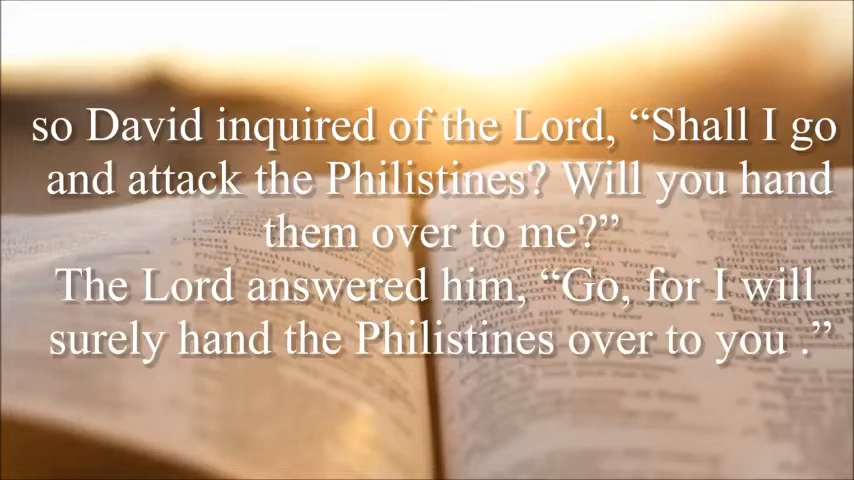 so David inquired of the Lord, “Shall I go
and attack the Philistines? Will you hand
them over to me?”
The Lord answered him, “Go, for I will
surely hand the Philistines over to you .”